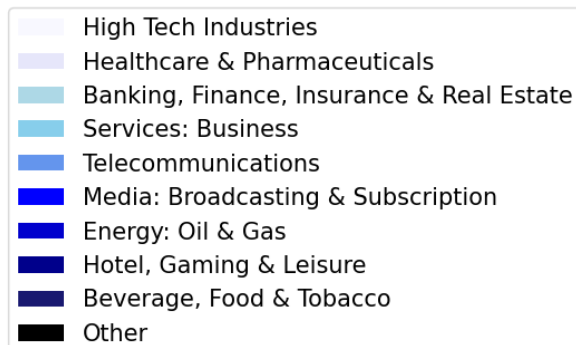 High Tech Industries
Healthcare & Pharmaceuticals
Banking, Finance, Insurance & Real Estate
Services: Business
Telecommunications
Media: Broadcasting & Subscription
Energy: Oil & Gas
Hotel, Gaming & Leisure
Beverage, Food & Tobacco
Other